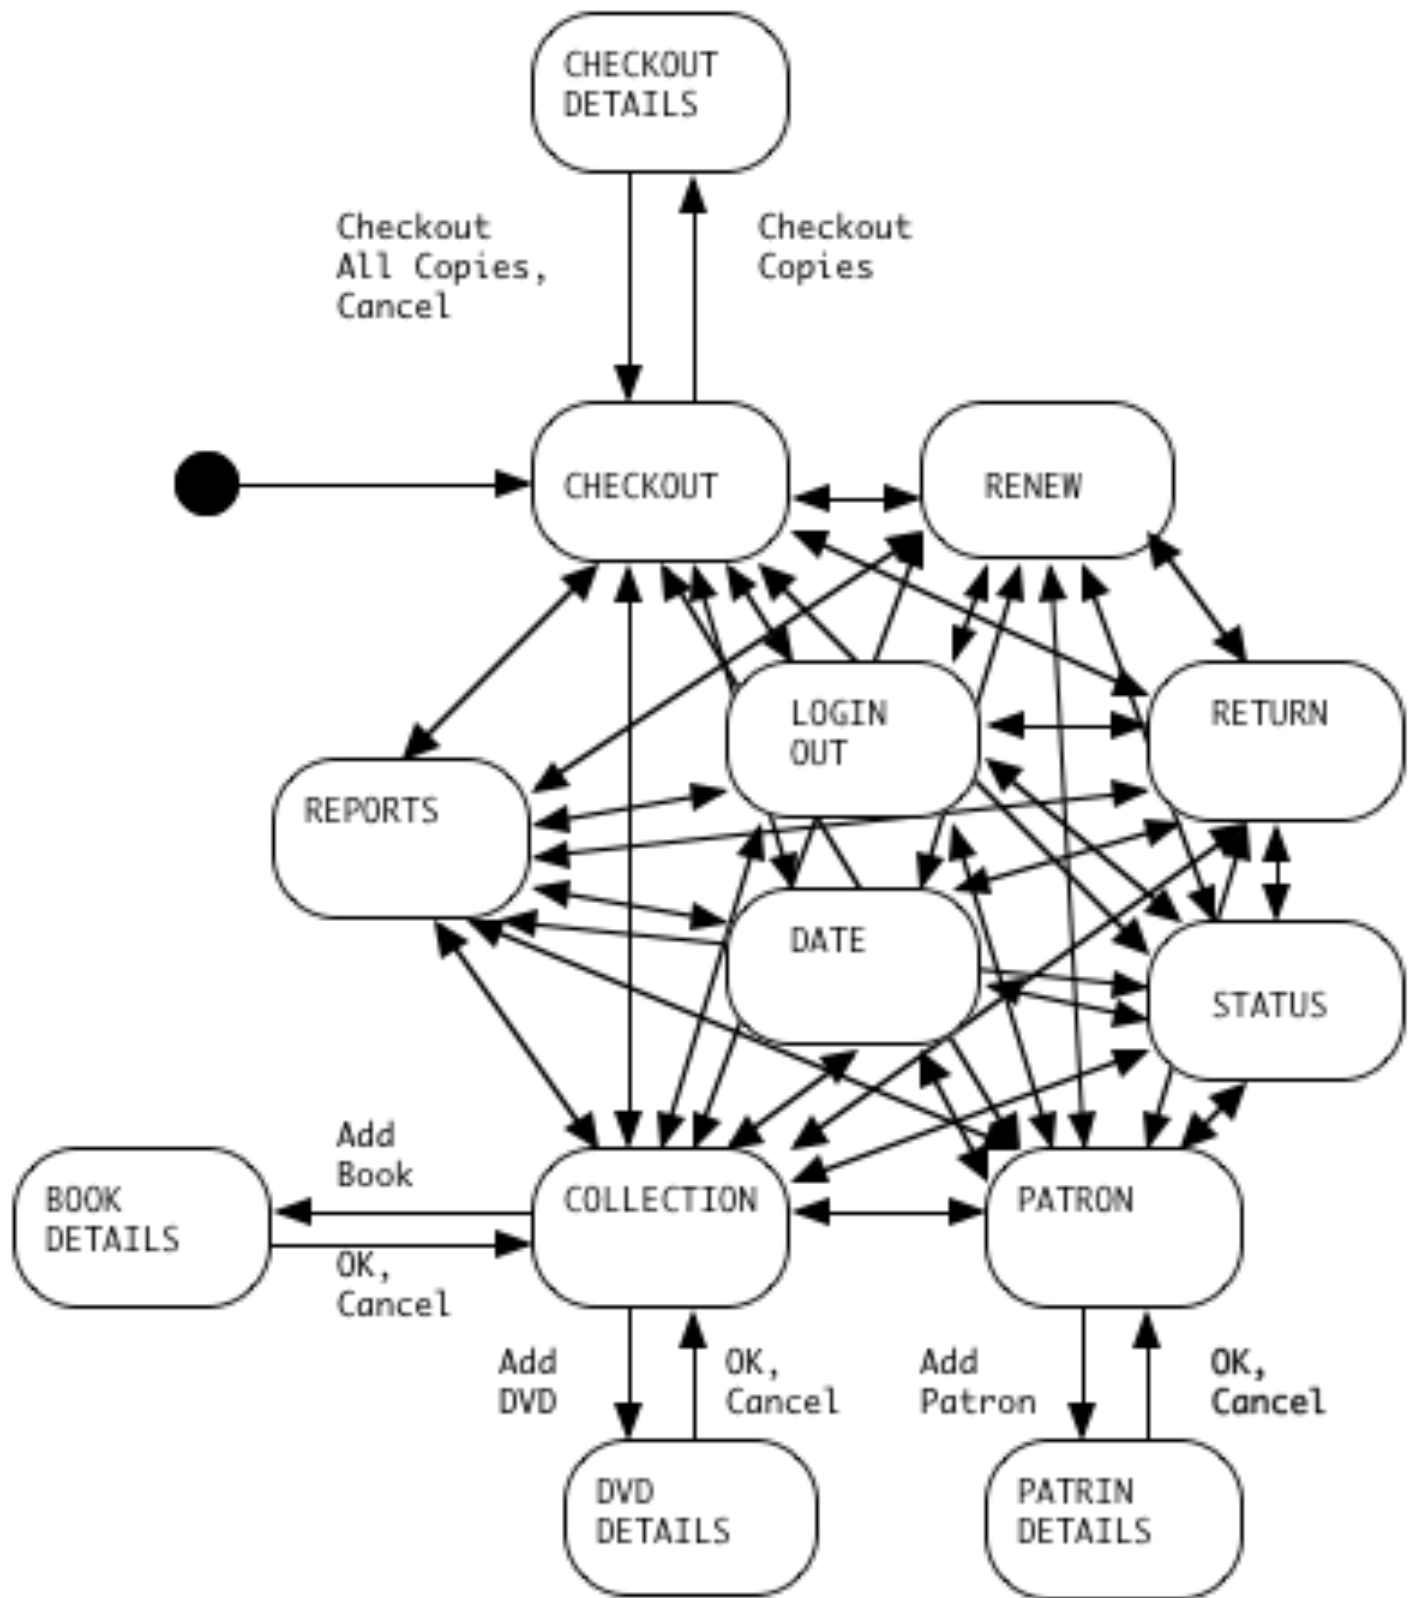 CHECKOUT
DETAILS
Checkout
All Copies,
Cancel
Checkout
Copies
CHECKOUT
RENEW
LOGIN
OUT
RETURN
REPORTS
DATE
STATUS
Add
Book
BOOK
DETAILS
COLLECTION
PATRON
OK,
Cancel
Add
DVD
OK,
Cancel
Add
Patron
OK,
Cancel
DVD
DETAILS
PATRIN
DETAILS